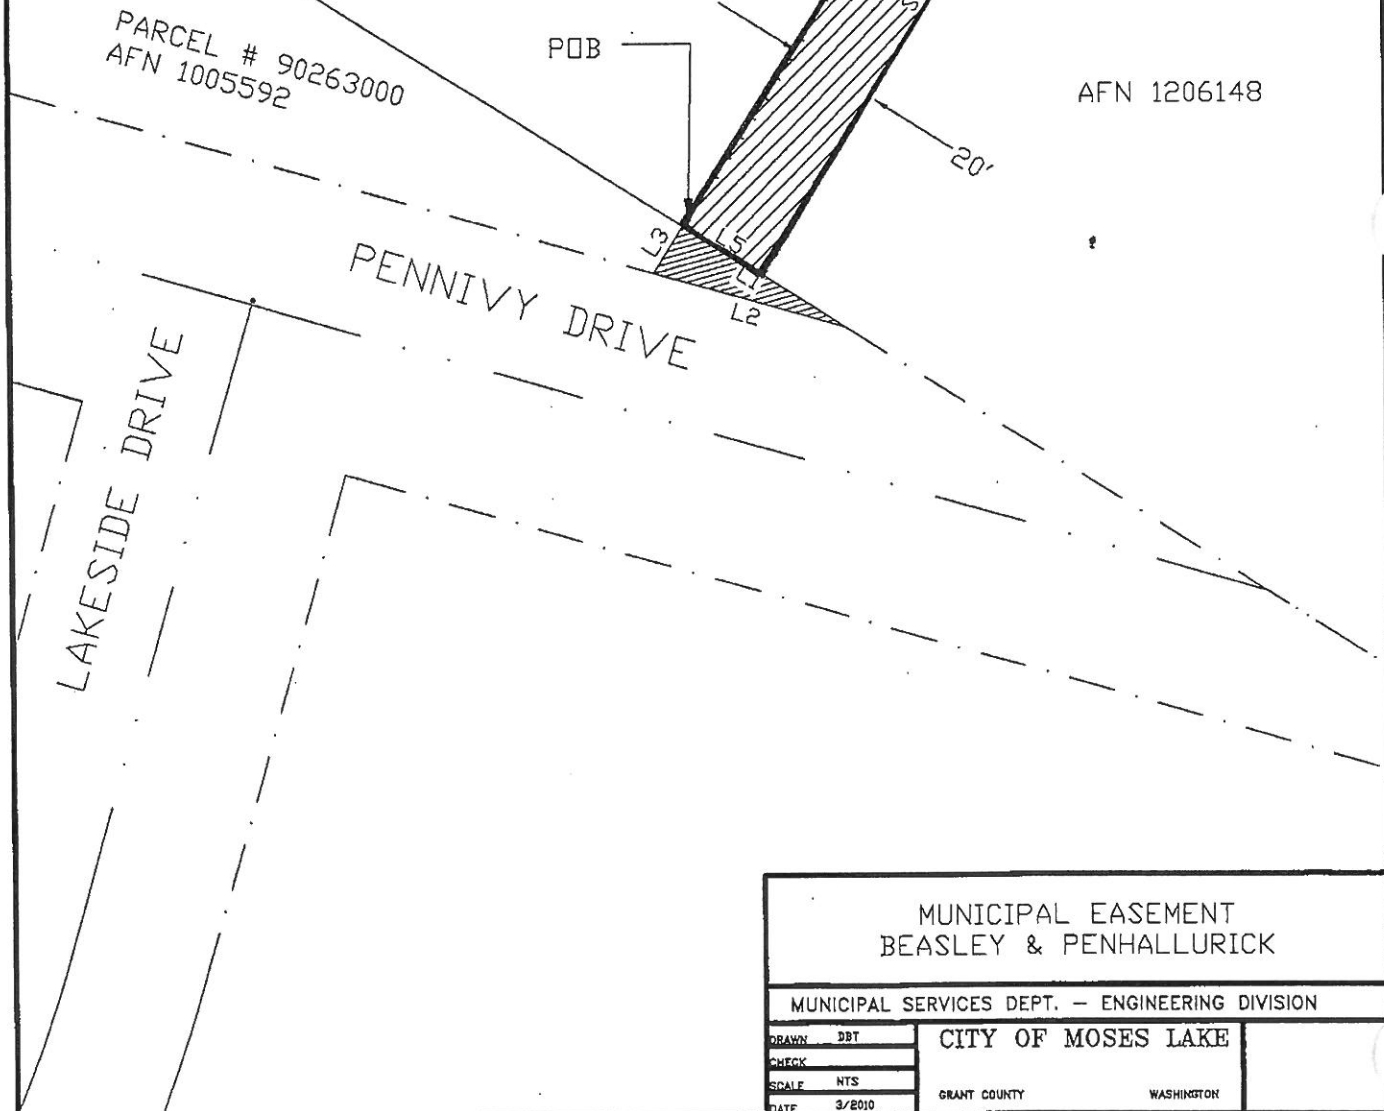 PARCEL # 90263000
AFN 1005592
POB
S
AFN 1206148
20'
L3
L5
L1
L2
PENNIVY DRIVE
LAKESIDE DRIVE
MUNICIPAL EASEMENT
BEASLEY & PENHALLURICK
MUNICIPAL SERVICES DEPT. – ENGINEERING DIVISION
DRAWN DBT
CHECK
SCALE NTS
DATE 3/2010
CITY OF MOSES LAKE
GRANT COUNTY WASHINGTON